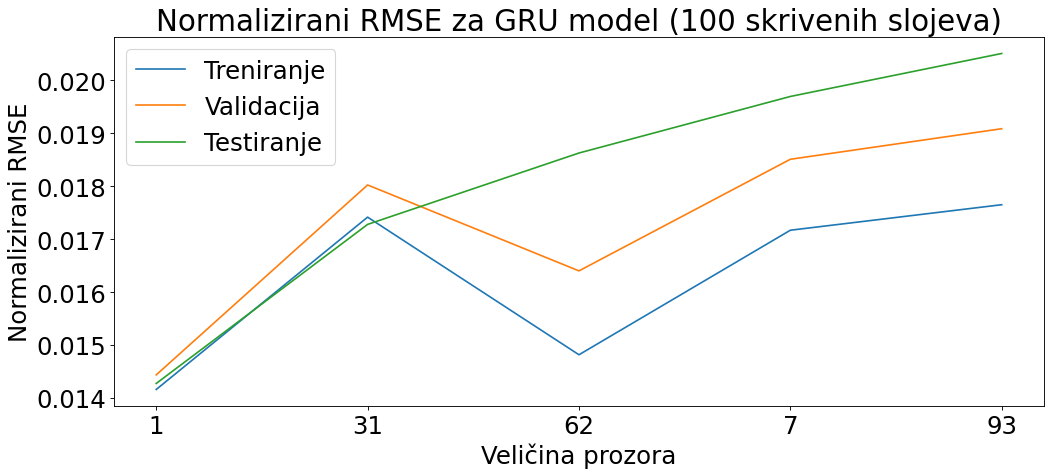 Normalizirani RMSE za GRU model (100 skrivenih slojeva)
Treniranje
Validacija
Testiranje
Normalizirani RMSE
0.020
0.019
0.018
0.017
0.016
0.015
0.014
1 31 62 7 93
Veličina prozora